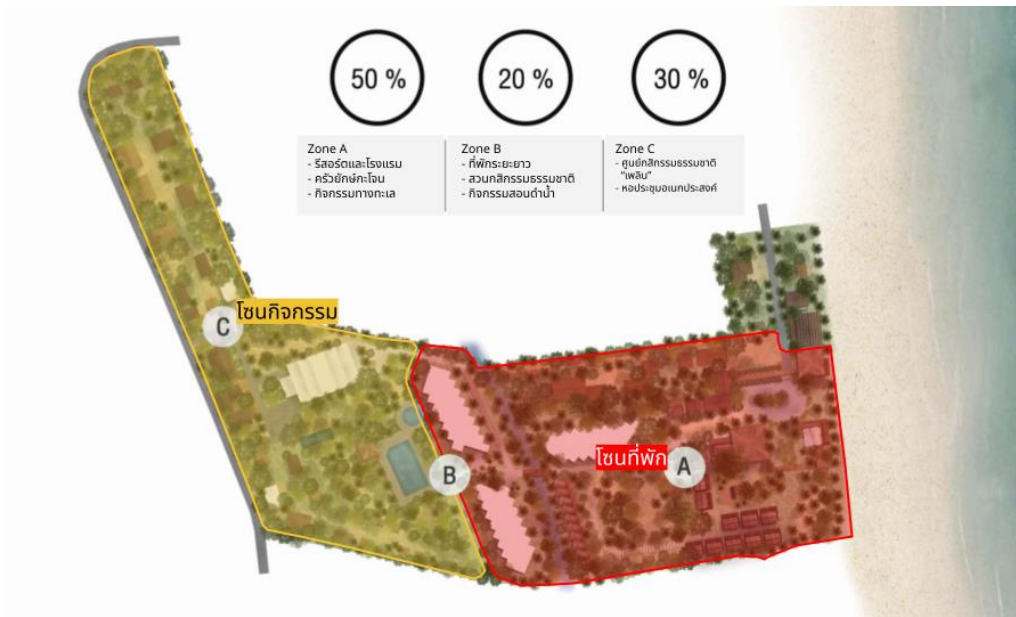 50 %
20 %
30 %
Zone A
- รีสอร์ตและโรงแรม
- ครัวยักษ์กะโจน
- กิจกรรมทางทะเล
Zone B
- ที่พักระยะยาว
- สวนกสิกรรมธรรมชาติ
- กิจกรรมสอนดำน้ำ
Zone C
- ศูนย์กสิกรรมธรรมชาติ
"เพลิน"
- หอประชุมอเนกประสงค์
โซนกิจกรรม
C
โซนที่พัก
A
B